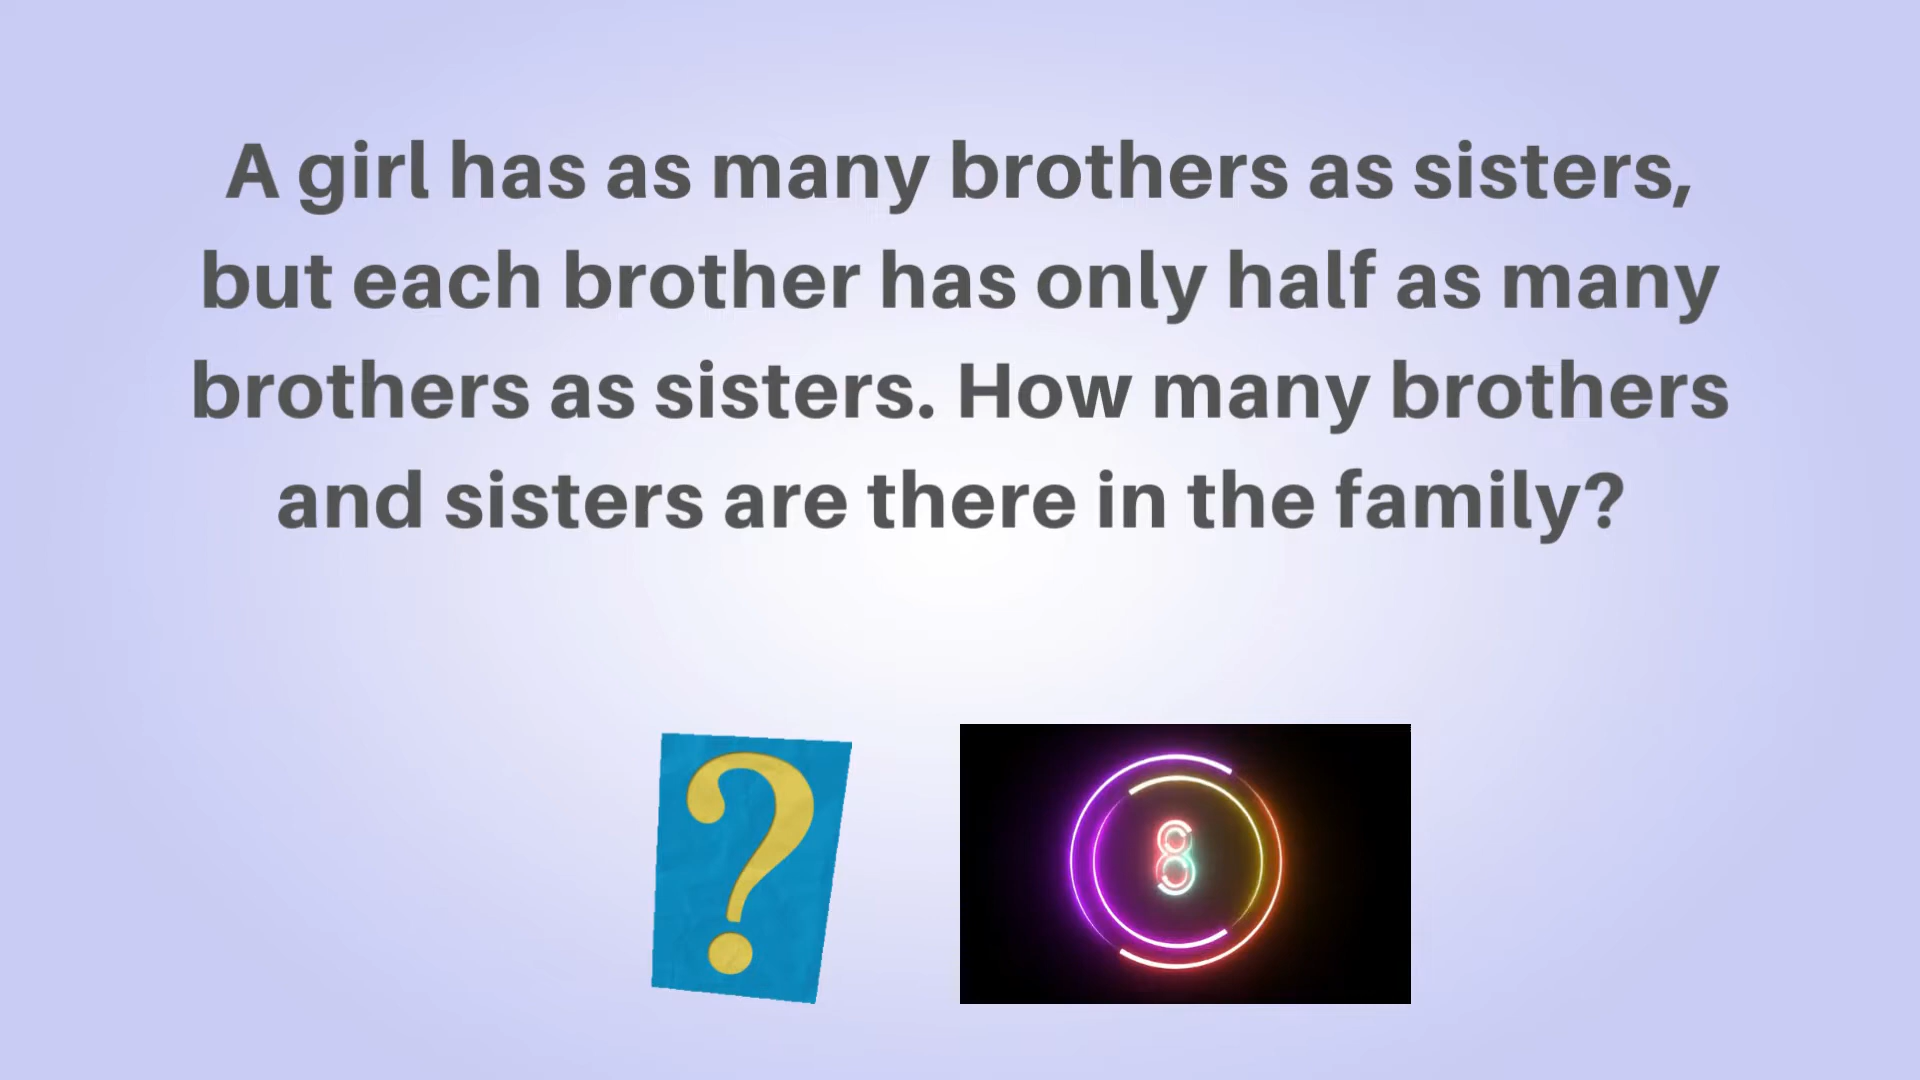 A girl has as many brothers as sisters,
but each brother has only half as many
brothers as sisters. How many brothers
and sisters are there in the family?
?
8